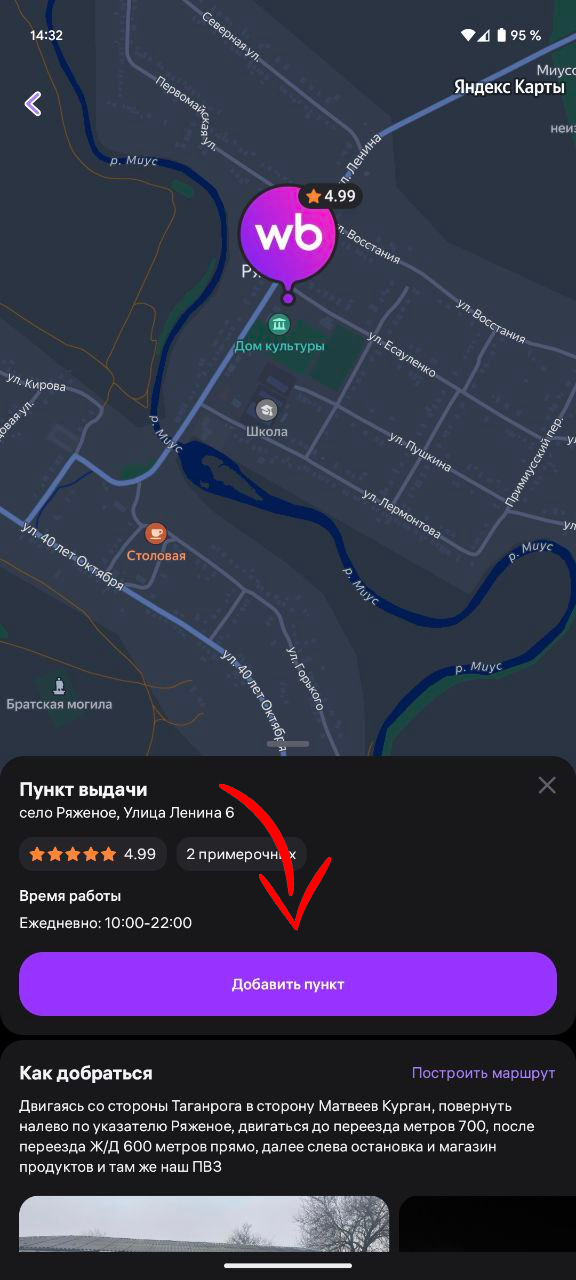 14:32
95 %
Северная ул.
Миусс
Яндекс Карты
Первомайская ул.
неиз
р. Миус
ул. Ленина
4.99
wb
ул. Восстания
Ря
ул. Восстания
Дом культуры
ул. Есауленко
ул. Кирова
довая ул.
Школа
р. Миус
ул. Пушкина
Примиусский пер.
ул. Лермонтова
ул. 40 лет Октября
Столовая
р. Миус
р. Миус
ул. 40 лет Октября
ул. Горького
р. Миус
Братская могила
Пункт выдачи
село Ряженое, Улица Ленина 6
4.99
2 примерочных
Время работы
Ежедневно: 10:00-22:00
Добавить пункт
Как добраться
Построить маршрут
Двигаясь со стороны Таганрога в сторону Матвеев Курган, повернуть
налево по указателю Ряженое, двигаться до переезда метров 700, после
переезда Ж/Д 600 метров прямо, далее слева остановка и магазин
продуктов и там же наш ПВЗ